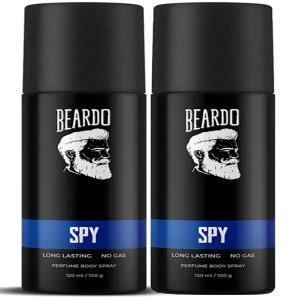 BEARDO
SPY
LONG LASTING NO GAS
PERFUME BODY SPRAY
120 ml / 100 g
BEARDO
SPY
LONG LASTING NO GAS
PERFUME BODY SPRAY
120 ml / 100 g